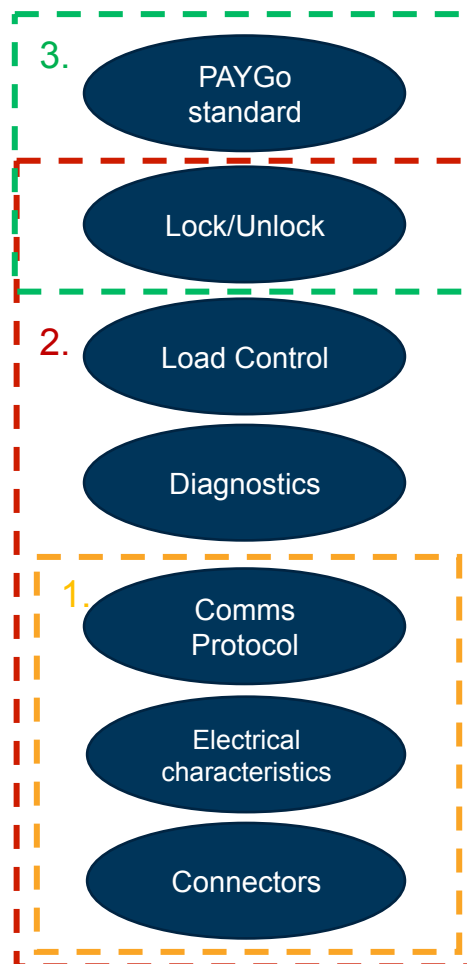 3.
PAYGo
standard
Lock/Unlock
2.
Load Control
Diagnostics
1.
Comms
Protocol
Electrical
characteristics
Connectors